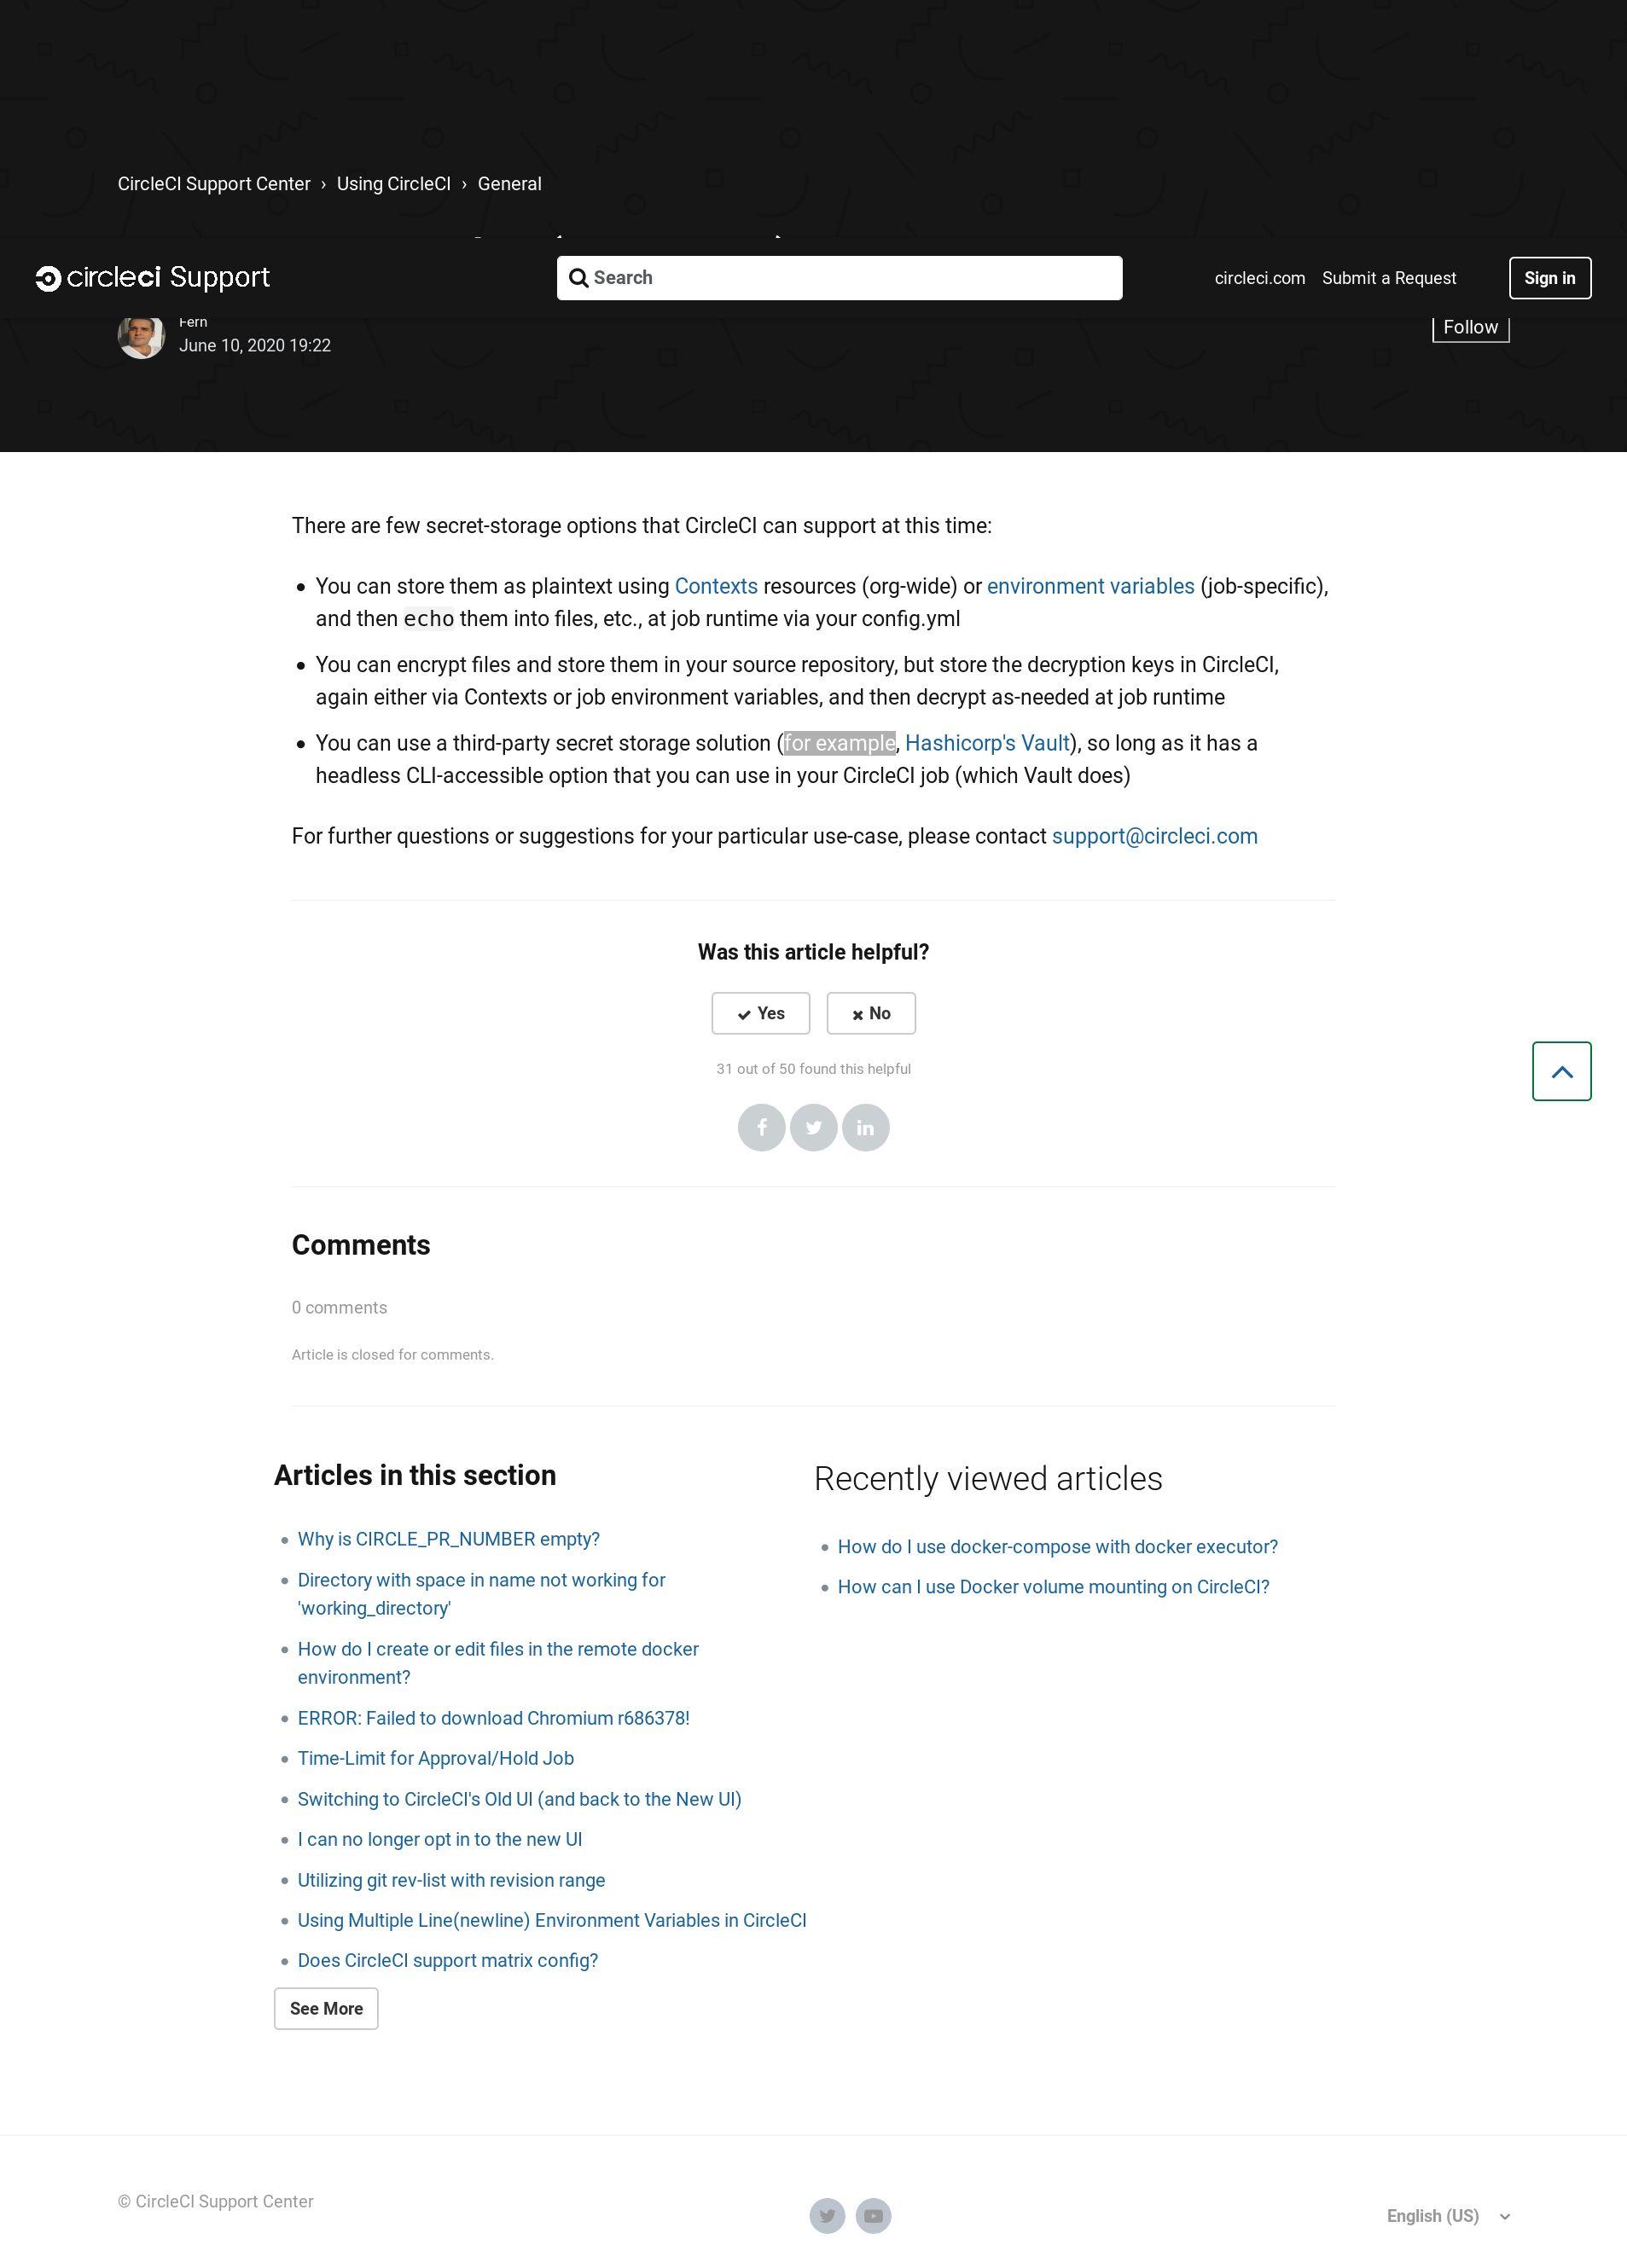 CircleCI Support Center › Using CircleCI › General
circleci Support
Search
circleci.com Submit a Request Sign in
Fern
June 10, 2020 19:22
Follow
There are few secret-storage options that CircleCI can support at this time:
You can store them as plaintext using Contexts resources (org-wide) or environment variables (job-specific),
and then echo them into files, etc., at job runtime via your config.yml
You can encrypt files and store them in your source repository, but store the decryption keys in CircleCI,
again either via Contexts or job environment variables, and then decrypt as-needed at job runtime
You can use a third-party secret storage solution (for example, Hashicorp's Vault), so long as it has a
headless CLI-accessible option that you can use in your CircleCI job (which Vault does)
For further questions or suggestions for your particular use-case, please contact support@circleci.com
Was this article helpful?
Yes No
31 out of 50 found this helpful
Comments
0 comments
Article is closed for comments.
Articles in this section
Why is CIRCLE_PR_NUMBER empty?
Directory with space in name not working for
'working_directory'
How do I create or edit files in the remote docker
environment?
ERROR: Failed to download Chromium r686378!
Time-Limit for Approval/Hold Job
Switching to CircleCI's Old UI (and back to the New UI)
I can no longer opt in to the new UI
Utilizing git rev-list with revision range
Using Multiple Line(newline) Environment Variables in CircleCI
Does CircleCI support matrix config?
See More
Recently viewed articles
How do I use docker-compose with docker executor?
How can I use Docker volume mounting on CircleCI?
© CircleCI Support Center
English (US)